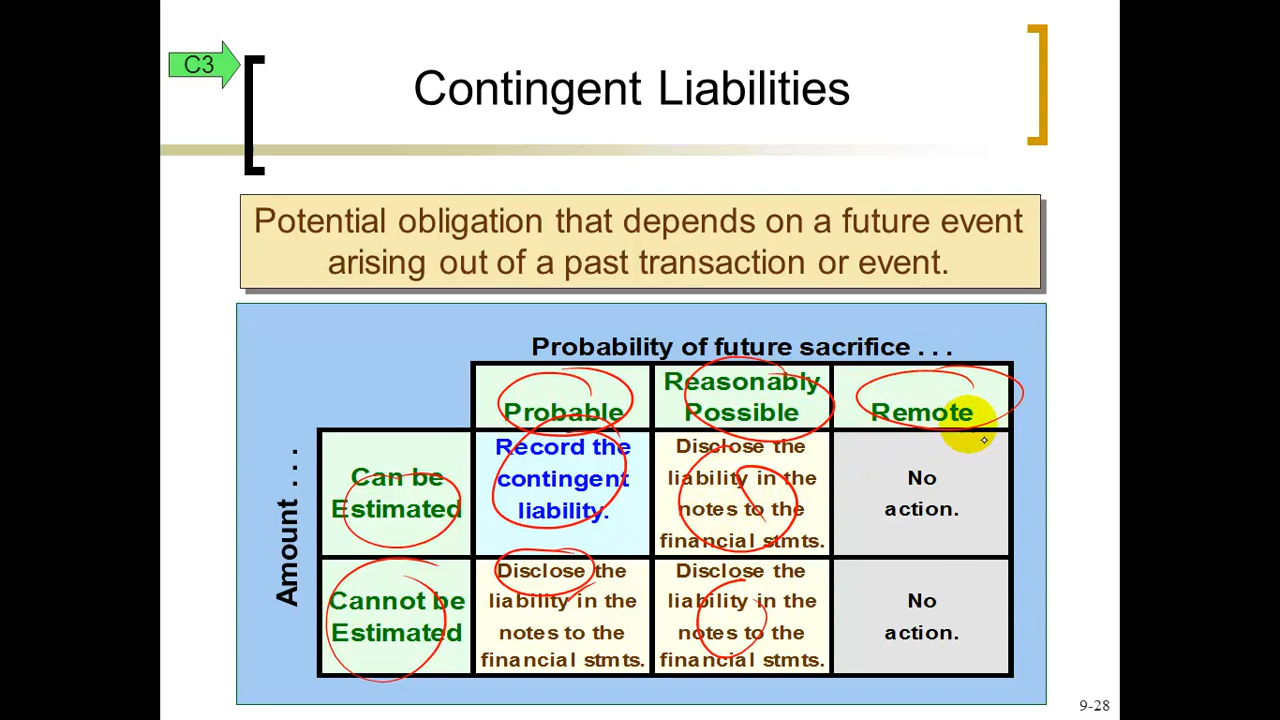 C3
Contingent Liabilities
Potential obligation that depends on a future event
arising out of a past transaction or event.
Probability of future sacrifice . . .
Probable
Reasonably
Possible
Remote
Amount . . . .
Can be
Estimated
Record the
contingent
liability.
Disclose the
liability in the
notes to the
financial stmts.
No
action.
Cannot be
Estimated
Disclose the
liability in the
notes to the
financial stmts.
Disclose the
liability in the
notes to the
financial stmts.
No
action.
9-28